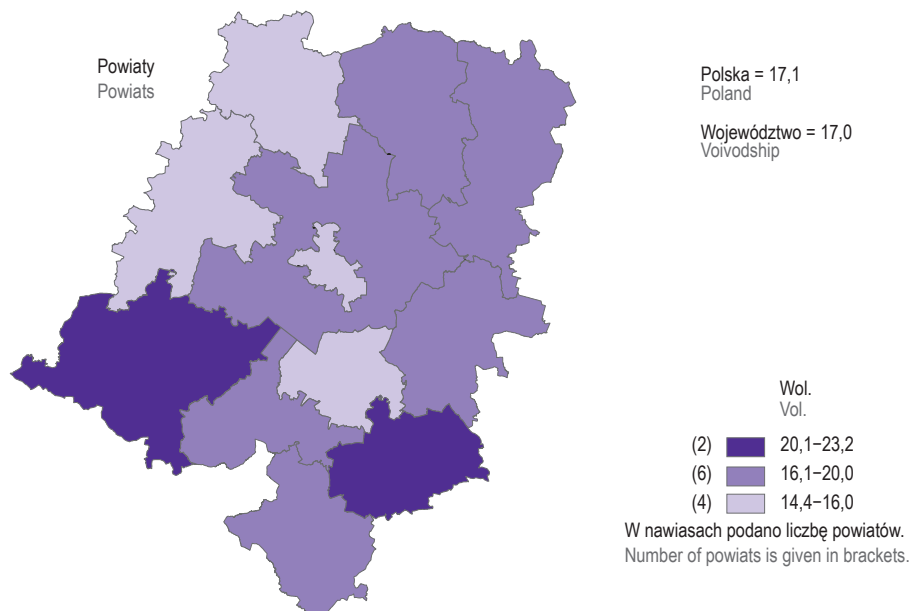 Powiaty
Powiats
Polska = 17,1
Poland
Województwo = 17,0
Voivodship
Wol.
Vol.
(2) 20,1−23,2
(6) 16,1−20,0
(4) 14,4−16,0
W nawiasach podano liczbę powiatów.
Number of powiats is given in brackets.